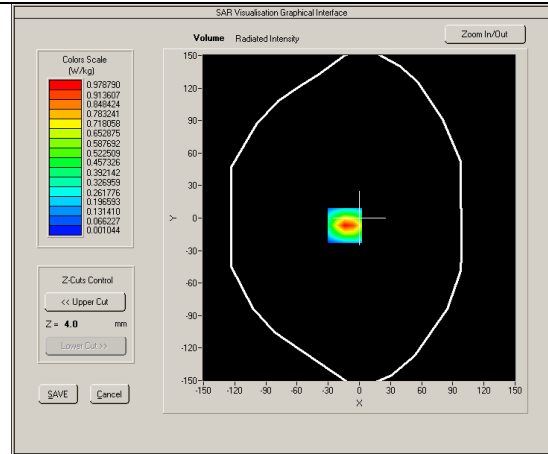 SAR Visualisation Graphical Interface
Volume Radiated Intensity
Zoom In/Out
Colors Scale
(W/kg)
0.978790
0.913607
0.848424
0.783241
0.718058
0.652875
0.587692
0.522509
0.457326
0.392142
0.326959
0.261776
0.196593
0.131410
0.066227
0.001044
Z-Cuts Control
<< Upper Cut
Z = 4.0 mm
Lower Cut >>
SAVE Cancel
150
120
90
60
30
0
-30
-60
-90
-120
-150
Y
-150 -120 -90 -60 -30 0 30 60 90 120 150
X